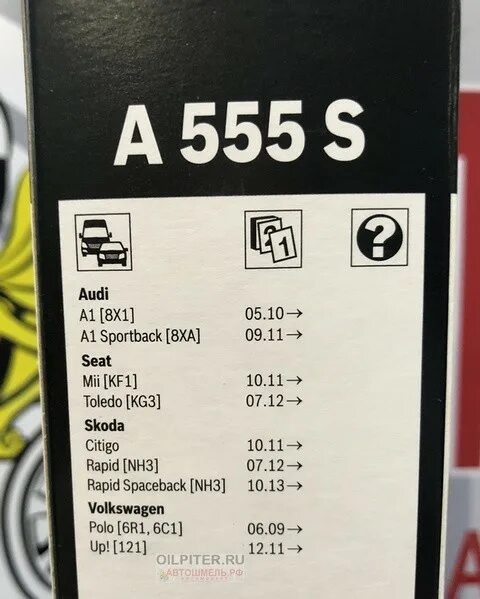 A 555 S
21
?
Audi
A1 [8X1] 05.10→
A1 Sportback [8XA] 09.11→
Seat
Mii [KF1] 10.11→
Toledo [KG3] 07.12→
Skoda
Citigo 10.11→
Rapid [NH3] 07.12→
Rapid Spaceback [NH3] 10.13→
Volkswagen
Polo [6R1, 6C1] 06.09→
Up! [121] 12.11→
OILPITER.RU
АВТОШМЕЛЬ.РФ